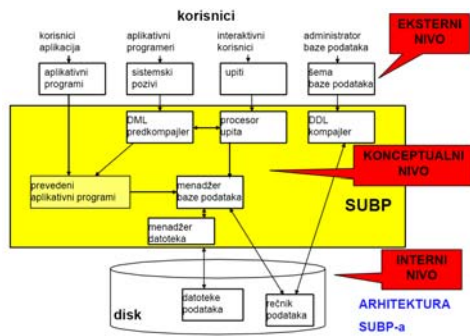 korisnici
korisnici
aplikacija
aplikativni
programeri
interaktivni
korisnici
administrator
baze podataka
EKSTERNI
NIVO
aplikativni
programi
sistemski
pozivi
upiti
šema
baze podataka
DML
predkompajler
procesor
upita
DDL
kompajler
KONCEPTUALNI
NIVO
prevedeni
aplikativni programi
menadžer
baze podataka
SUBP
menadžer
datoteka
INTERNI
NIVO
disk
datoteke
podataka
rečnik
podataka
ARHITEKTURA
SUBP-a